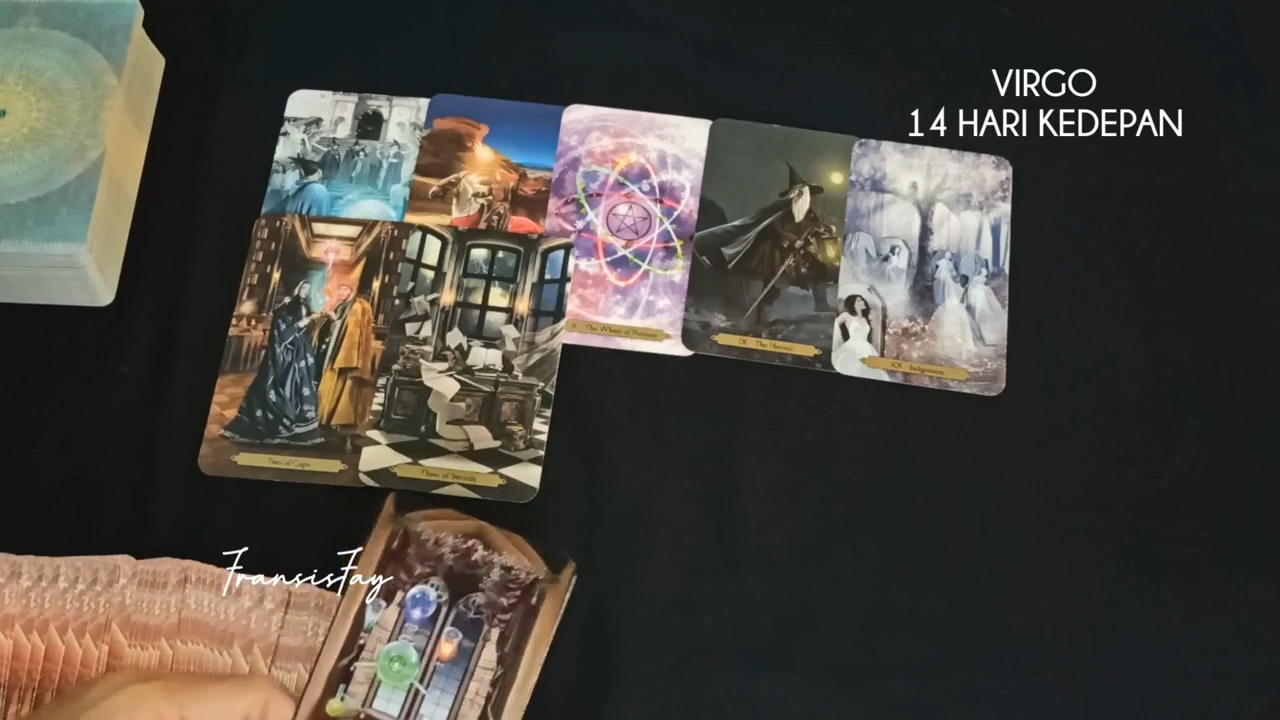 VIRGO
14 HARI KEDEPAN
X The Wheel of Fortune
IX The Hermit
XX Judgement
Two of Cups
of Swords
FransisFay